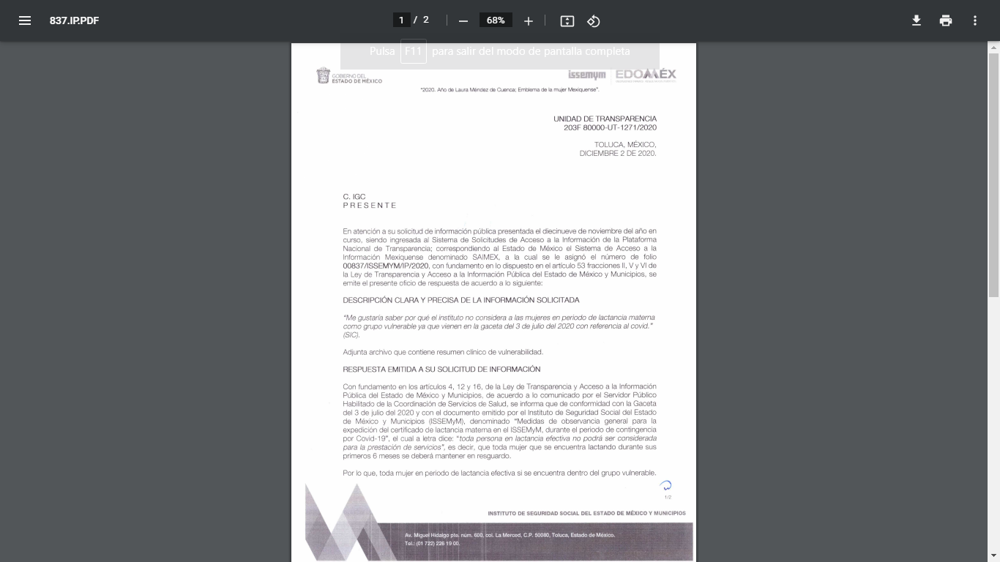 837.IP.PDF
1 / 2
68%
Pulsa F11 para salir del modo de pantalla completa
GOBIERNO DEL
ESTADO DE MÉXICO
issemym
EDOMÉX
"2020. Año de Laura Méndez de Cuenca; Emblema de la mujer Mexiquense".
UNIDAD DE TRANSPARENCIA
203F 80000-UT-1271/2020
TOLUCA, MÉXICO,
DICIEMBRE 2 DE 2020.
C. IGC
P R E S E N T E
En atención a su solicitud de información pública presentada el diecinueve de noviembre del año en
curso, siendo ingresada al Sistema de Solicitudes de Acceso a la Información de la Plataforma
Nacional de Transparencia; correspondiendo al Estado de México el Sistema de Acceso a la
Información Mexiquense denominado SAIMEX, a la cual se le asignó el número de folio
00837/ISSEMYM/IP/2020, con fundamento en lo dispuesto en el artículo 53 fracciones II, V y VI de
la Ley de Transparencia y Acceso a la Información Pública del Estado de México y Municipios, se
emite el presente oficio de respuesta de acuerdo a lo siguiente:
DESCRIPCIÓN CLARA Y PRECISA DE LA INFORMACIÓN SOLICITADA
"Me gustaría saber por qué el instituto no considera a las mujeres en periodo de lactancia materna
como grupo vulnerable ya que vienen en la gaceta del 3 de julio del 2020 con referencia al covid."
(SIC).
Adjunta archivo que contiene resumen clínico de vulnerabilidad.
RESPUESTA EMITIDA A SU SOLICITUD DE INFORMACIÓN
Con fundamento en los artículos 4, 12 y 16, de la Ley de Transparencia y Acceso a la Información
Pública del Estado de México y Municipios, de acuerdo a lo comunicado por el Servidor Público
Habilitado de la Coordinación de Servicios de Salud, se informa que de conformidad con la Gaceta
del 3 de julio del 2020 y con el documento emitido por el Instituto de Seguridad Social del Estado
de México y Municipios (ISSEMyM), denominado "Medidas de observancia general para la
expedición del certificado de lactancia materna en el ISSEMyM, durante el periodo de contingencia
por Covid-19", el cual a letra dice: "toda persona en lactancia efectiva no podrá ser considerada
para la prestación de servicios", es decir, que toda mujer que se encuentra lactando durante sus
primeros 6 meses se deberá mantener en resguardo.
Por lo que, toda mujer en periodo de lactancia efectiva si se encuentra dentro del grupo vulnerable.
1/2
INSTITUTO DE SEGURIDAD SOCIAL DEL ESTADO DE MÉXICO Y MUNICIPIOS
Av. Miguel Hidalgo pte. núm. 600, col. La Merced, C.P. 50080, Toluca, Estado de México.
Tel.: (01 722) 226 19 00.